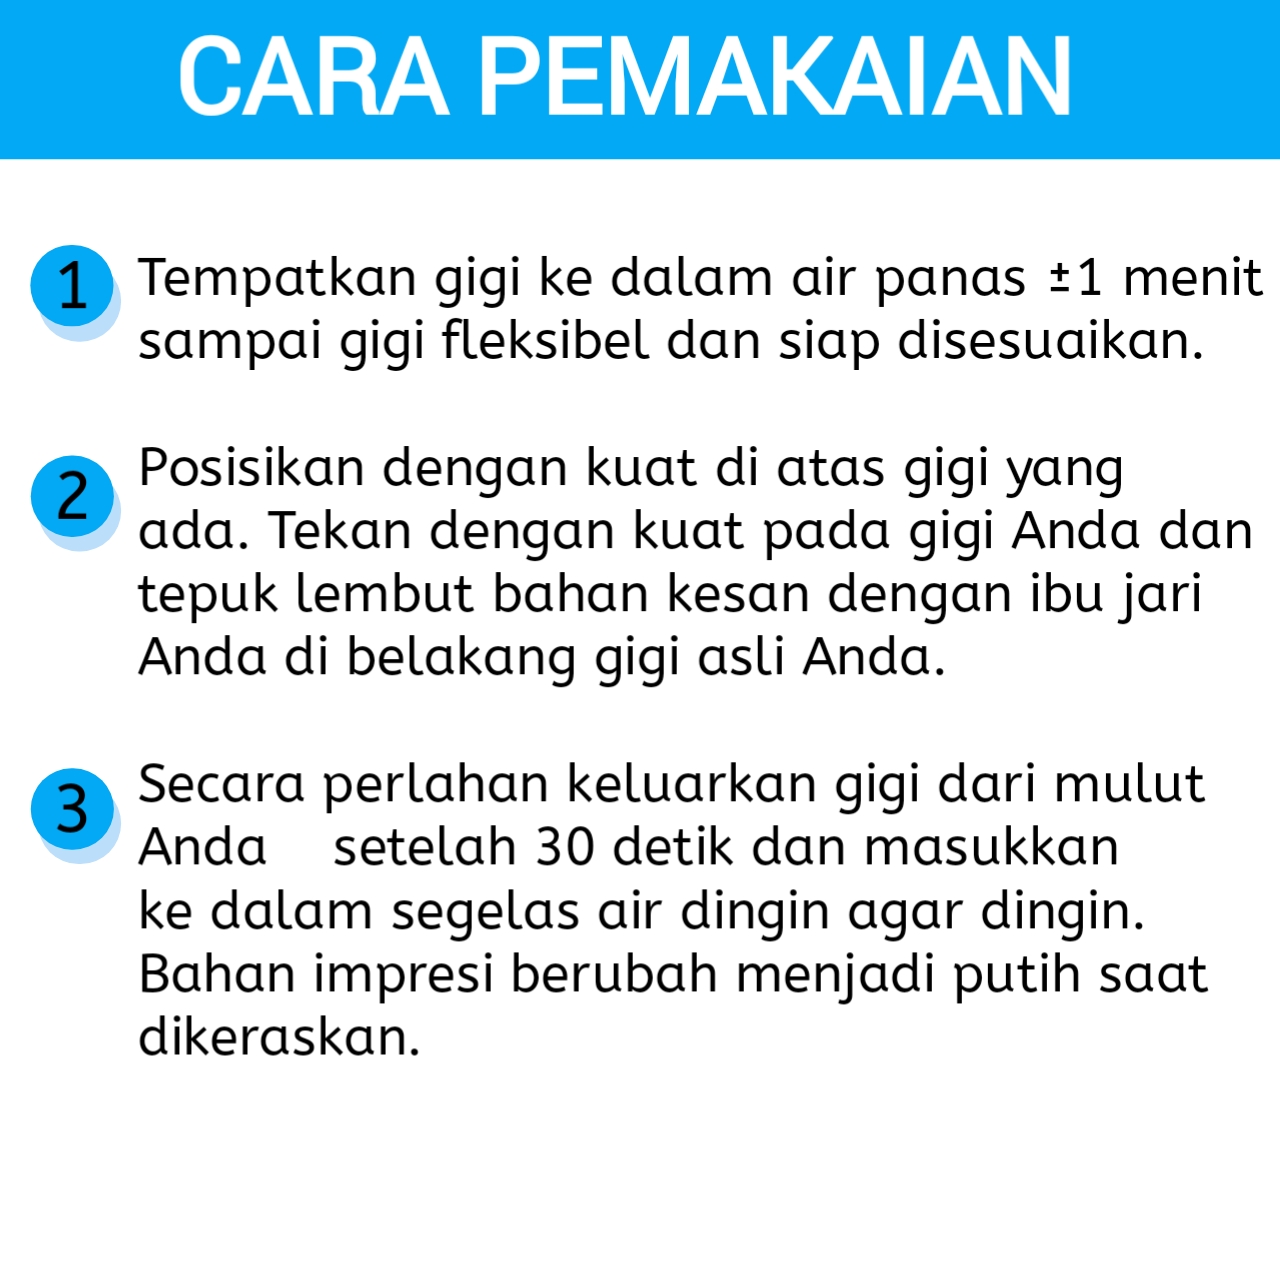 CARA PEMAKAIAN
1 Tempatkan gigi ke dalam air panas ±1 menit
sampai gigi fleksibel dan siap disesuaikan.
2 Posisikan dengan kuat di atas gigi yang
ada. Tekan dengan kuat pada gigi Anda dan
tepuk lembut bahan kesan dengan ibu jari
Anda di belakang gigi asli Anda.
3 Secara perlahan keluarkan gigi dari mulut
Anda setelah 30 detik dan masukkan
ke dalam segelas air dingin agar dingin.
Bahan impresi berubah menjadi putih saat
dikeraskan.